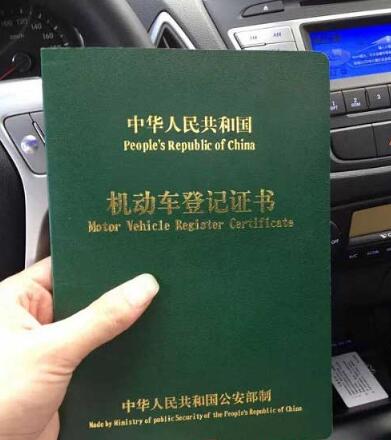 中华人民共和国
People's Republic of China
机动车登记证书
Motor Vehicle Register Certificate
中华人民共和国公安部制
Made by Ministry of public Security of the People's Republic of China